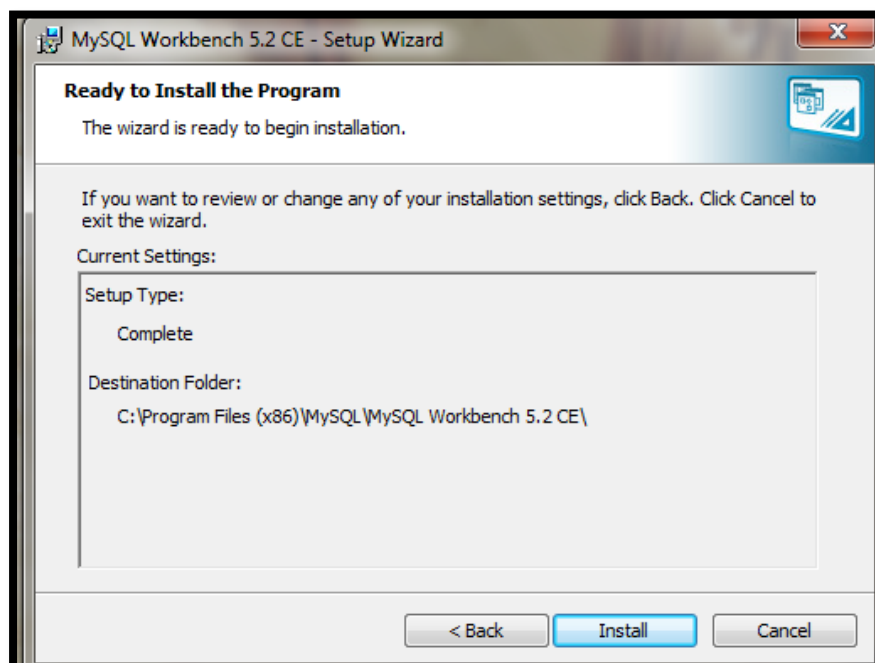 MySQL Workbench 5.2 CE - Setup Wizard
Ready to Install the Program
The wizard is ready to begin installation.
If you want to review or change any of your installation settings, click Back. Click Cancel to
exit the wizard.
Current Settings:
Setup Type:
Complete
Destination Folder:
C:\Program Files (x86)\MySQL\MySQL Workbench 5.2 CE\
< Back
Install
Cancel